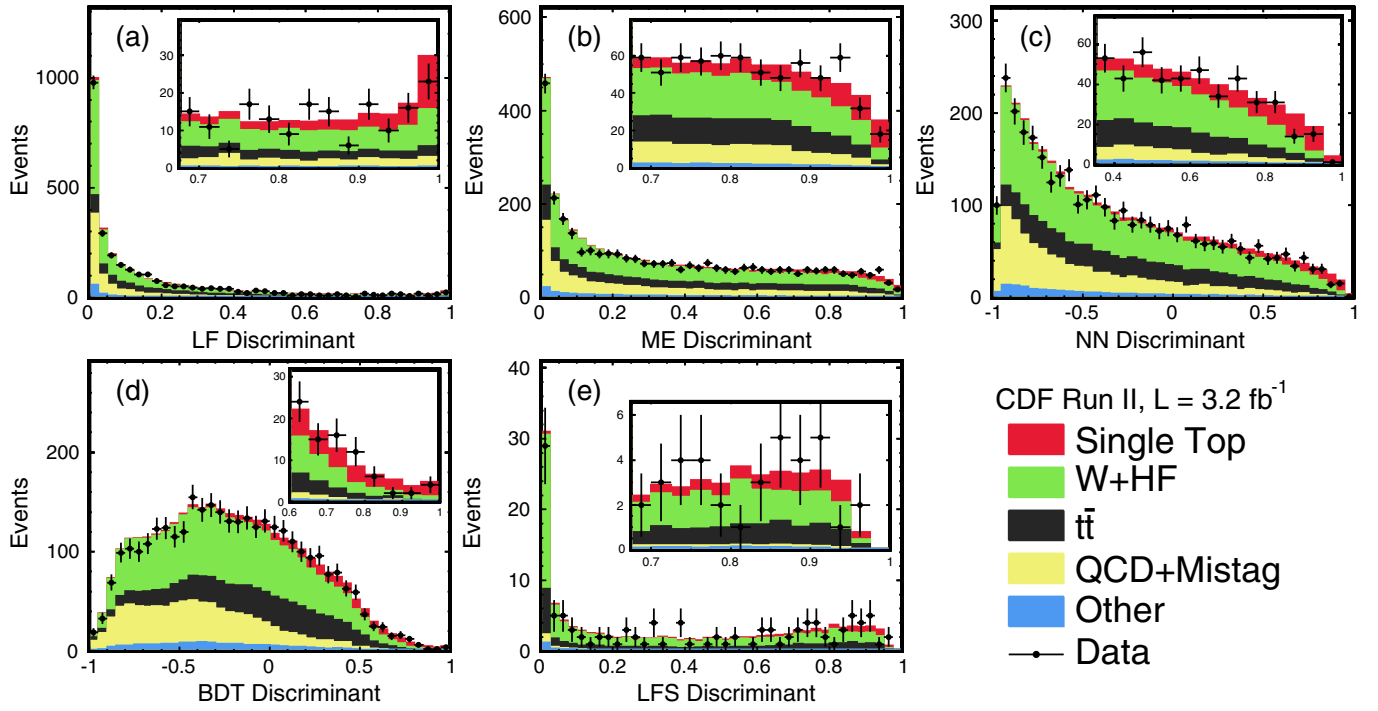 (a)
Events
1000
500
0
0 0.2 0.4 0.6 0.8 1
LF Discriminant
30
20
10
0
0.7 0.8 0.9 1
(b)
Events
600
400
200
0
0 0.2 0.4 0.6 0.8 1
ME Discriminant
60
40
20
0
0.7 0.8 0.9 1
(c)
Events
300
200
100
0
-1 -0.5 0 0.5 1
NN Discriminant
60
40
20
0
0.4 0.5 0.6 0.7 0.8 0.9 1
(d)
Events
200
100
0
-1 -0.5 0 0.5 1
BDT Discriminant
30
20
10
0
0.6 0.7 0.8 0.9 1
(e)
Events
40
30
20
10
0
0 0.2 0.4 0.6 0.8 1
LFS Discriminant
6
4
2
0
0.7 0.8 0.9 1
CDF Run II, L = 3.2 fb⁻¹
Single Top
W+HF
tt̄
QCD+Mistag
Other
Data